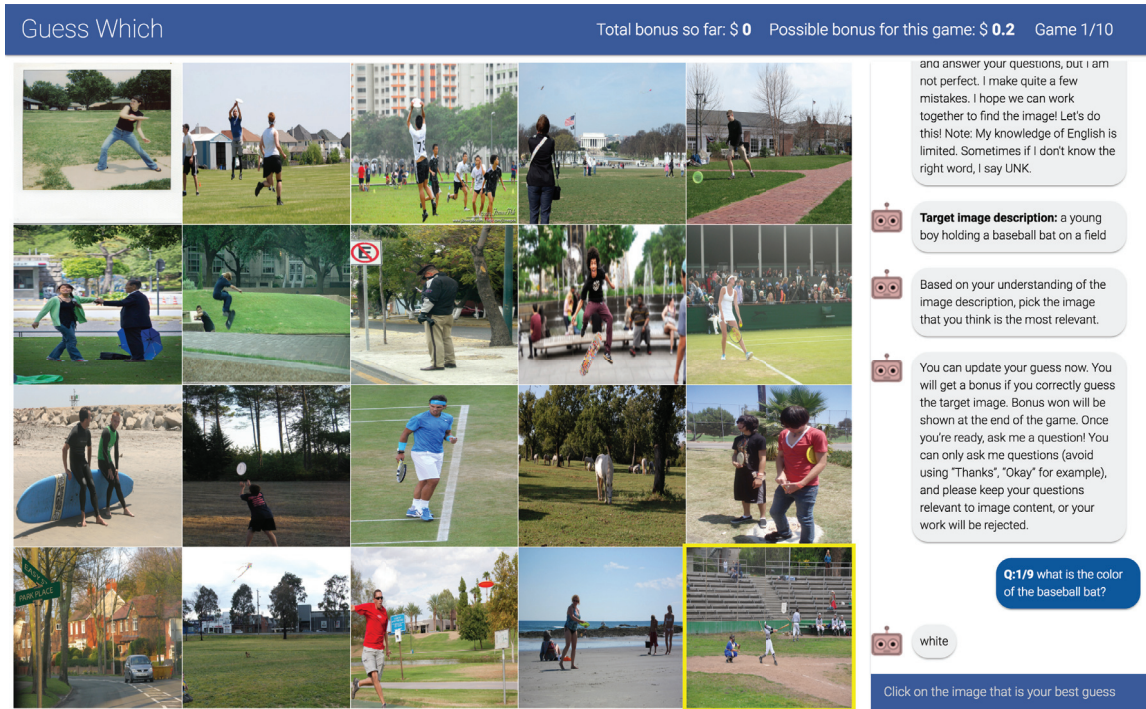 Guess Which
Total bonus so far: $ 0 Possible bonus for this game: $ 0.2 Game 1/10
and answer your questions, but I am
not perfect. I make quite a few
mistakes. I hope we can work
together to find the image! Let's do
this! Note: My knowledge of English is
limited. Sometimes if I don't know the
right word, I say UNK.
Target image description: a young
boy holding a baseball bat on a field
Based on your understanding of the
image description, pick the image
that you think is the most relevant.
You can update your guess now. You
will get a bonus if you correctly guess
the target image. Bonus won will be
shown at the end of the game. Once
you're ready, ask me a question! You
can only ask me questions (avoid
using "Thanks", "Okay" for example),
and please keep your questions
relevant to image content, or your
work will be rejected.
Q:1/9 what is the color
of the baseball bat?
white
Click on the image that is your best guess
75
E
PARK PLACE